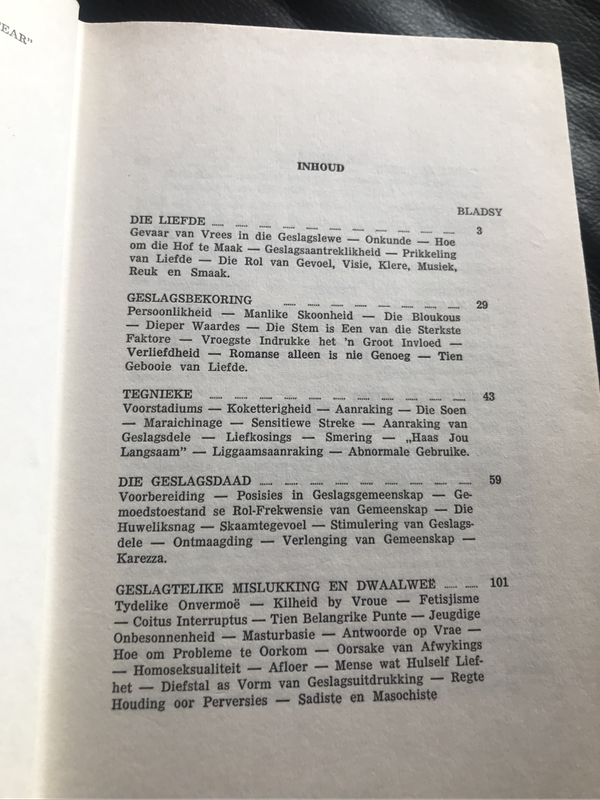 EAR”
INHOUD
BLADSY
DIE LIEFDE ..... ..... ..... ..... ..... ..... ..... ..... ..... ..... 3
Gevaar van Vrees in die Geslagslewe — Onkunde — Hoe
om die Hof te Maak — Geslagsaantreklikheid — Prikkeling
van Liefde — Die Rol van Gevoel, Visie, Klere, Musiek,
Reuk en Smaak.
GESLAGSBEKORING ..... ..... ..... ..... ..... ..... ..... 29
Persoonlikheid — Manlike Skoonheid — Die Bloukous
— Dieper Waardes — Die Stem is Een van die Sterkste
Faktore — Vroegste Indrukke het 'n Groot Invloed —
Verliefdheid — Romanse alleen is nie Genoeg — Tien
Gebooie van Liefde.
TEGNIEKE ..... ..... ..... ..... ..... ..... ..... ..... ..... ..... 43
Voorstadiums — Koketterigheid — Aanraking — Die Soen
— Maraichinage — Sensitiewe Streke — Aanraking van
Geslagsdele — Liefkosings — Smering — „Haas Jou
Langsaam” — Liggaamsaanraking — Abnormale Gebruike.
DIE GESLAGSDAAD ..... ..... ..... ..... ..... ..... ..... ..... 59
Voorbereiding — Posisies in Geslagsgemeenskap — Ge-
moedstoestand se Rol-Frekwensie van Gemeenskap — Die
Huweliksnag — Skaamtegevoel — Stimulering van Geslags-
dele — Ontmaagding — Verlenging van Gemeenskap —
Karezza.
GESLAGTELIKE MISLUKKING EN DWAALWEË ..... ..... 101
Tydelike Onvermoë — Kilheid by Vroue — Fetisjisme
— Coitus Interruptus — Tien Belangrike Punte — Jeugdige
Onbesonnenheid — Masturbasie — Antwoorde op Vrae —
Hoe om Probleme te Oorkom — Oorsake van Afwykings
— Homoseksualiteit — Afloer — Mense wat Hulself Lief-
het — Diefstal as Vorm van Geslagsuitdrukking — Regte
Houding oor Perversies — Sadiste en Masochiste